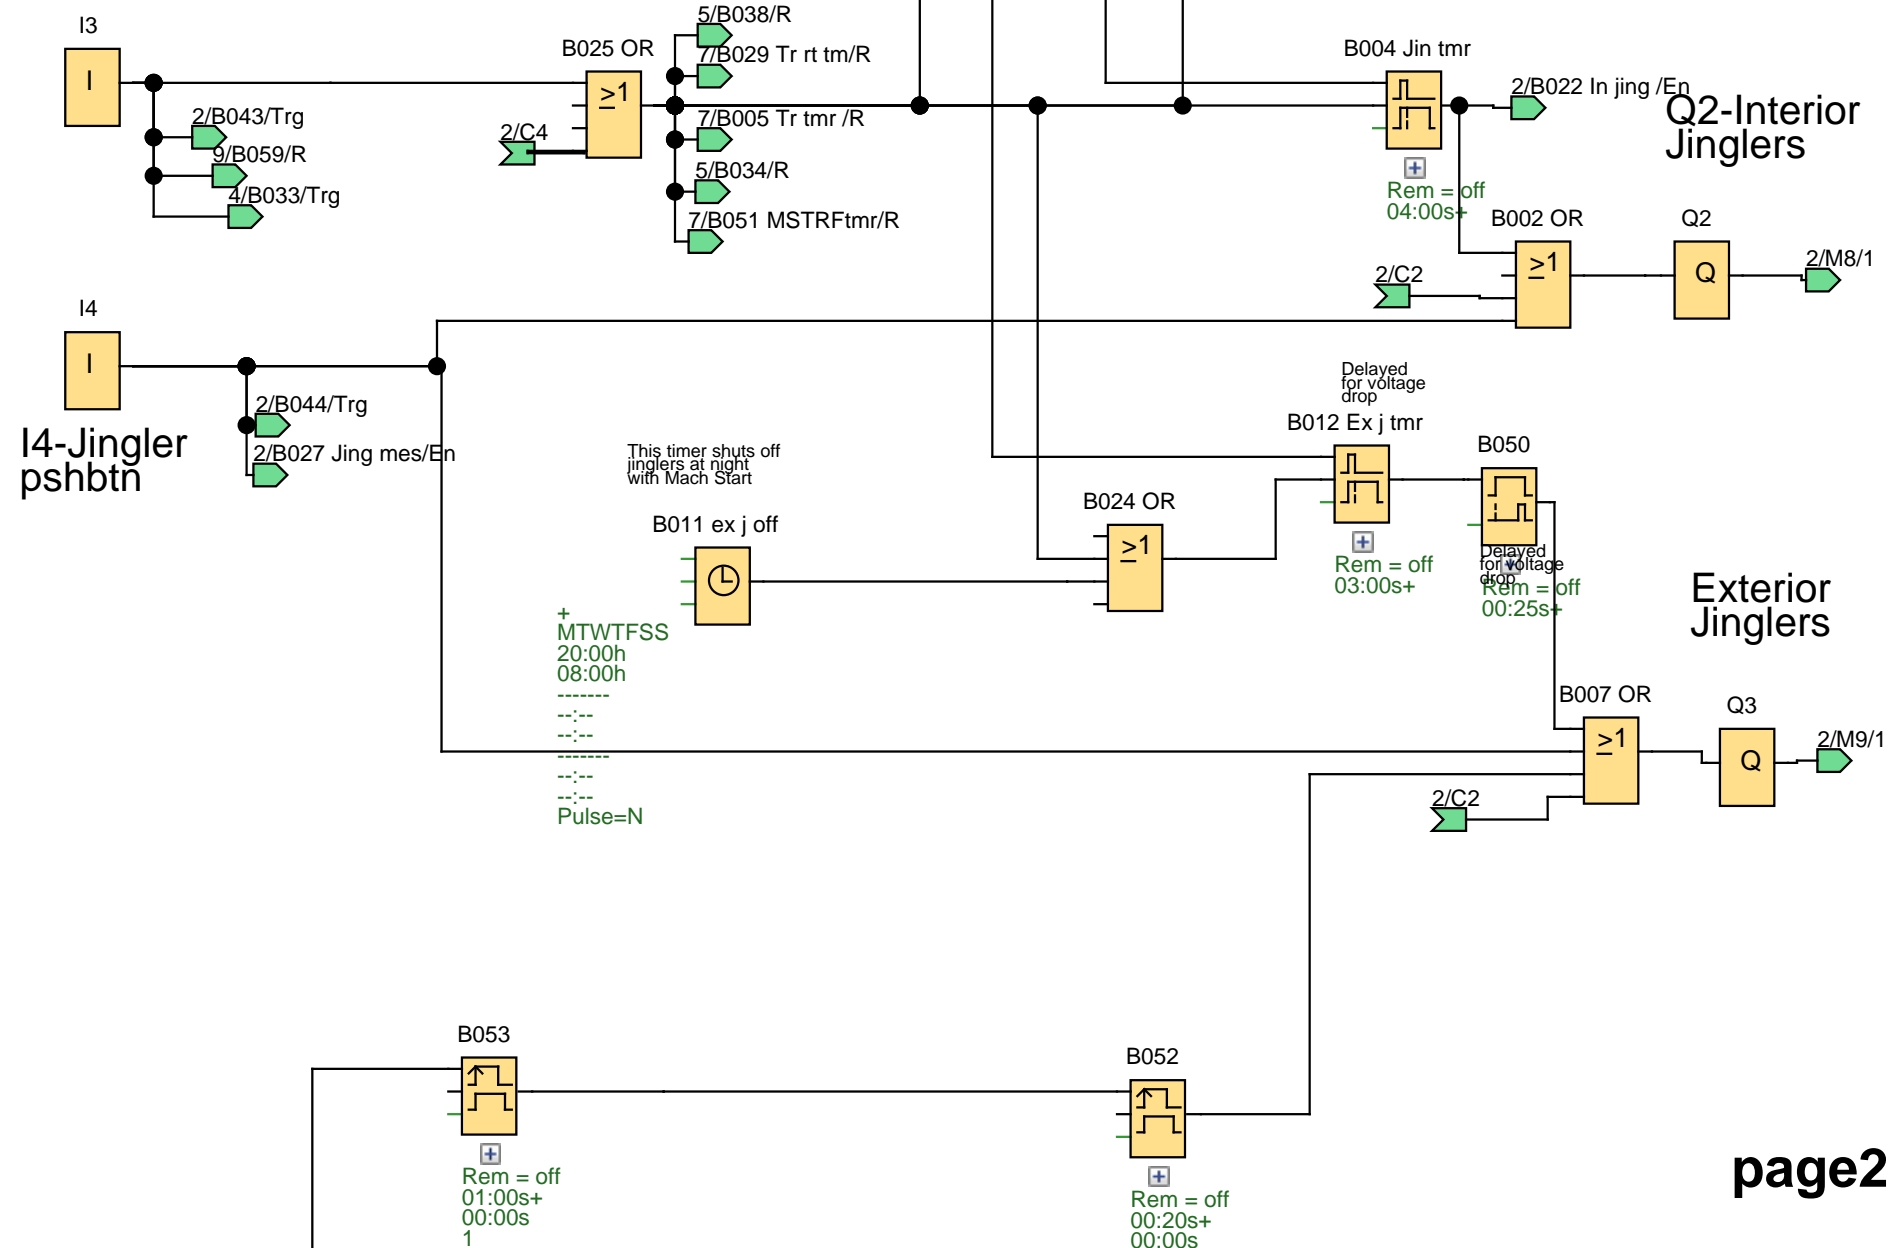 I3
I
2/B043/Trg
9/B059/R
4/B033/Trg
B025 OR
≥1
2/C4
5/B038/R
7/B029 Tr rt tm/R
7/B005 Tr tmr /R
5/B034/R
7/B051 MSTRFtmr/R
B004 Jin tmr
Rem = off
04:00s+
2/B022 In jing /En
Q2-Interior
Jinglers
B002 OR
≥1
2/C2
Q2
Q
2/M8/1
I4
I
2/B044/Trg
2/B027 Jing mes/En
I4-Jingler
pshbtn
This timer shuts off
jinglers at night
with Mach Start
B011 ex j off
+
MTWTFSS
20:00h
08:00h
-------
--:--
--:--
-------
--:--
--:--
Pulse=N
B024 OR
≥1
Delayed
for voltage
drop
B012 Ex j tmr
Rem = off
03:00s+
B050
Delayed
for voltage
drop
Rem = off
00:25s+
Exterior
Jinglers
B007 OR
≥1
2/C2
Q3
Q
2/M9/1
B053
Rem = off
01:00s+
00:00s
1
B052
Rem = off
00:20s+
00:00s
page2